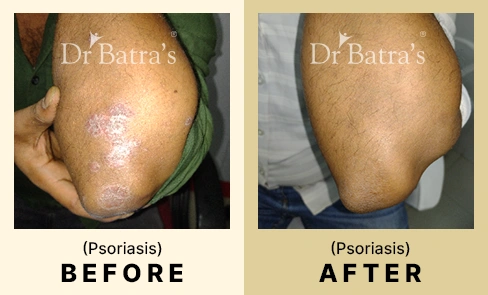 Dr Batra's®
(Psoriasis)
BEFORE
Dr Batra's®
(Psoriasis)
AFTER